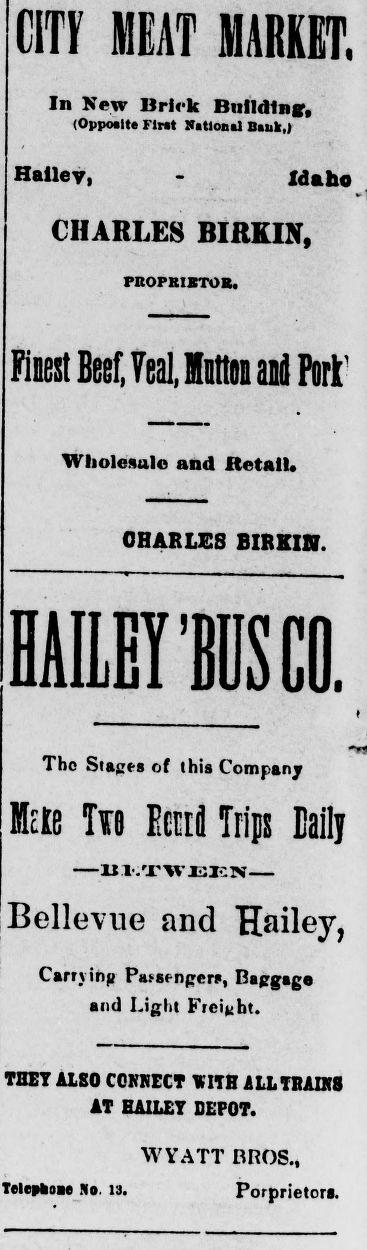 CITY MEAT MARKET.
In New Brick Building,
(Opposite First National Bank,)
Hailey, - Idaho
CHARLES BIRKIN,
PROPRIETOR.
Finest Beef, Veal, Mutton and Pork
Wholesale and Retail.
CHARLES BIRKIN.
HAILEY 'BUS CO.
The Stages of this Company
Make Two Round Trips Daily
—BETWEEN—
Bellevue and Hailey,
Carrying Passengers, Baggage
and Light Freight.
THEY ALSO CONNECT WITH ALL TRAINS
AT HAILEY DEPOT.
WYATT BROS.,
Telephone No. 13. Porprietors.